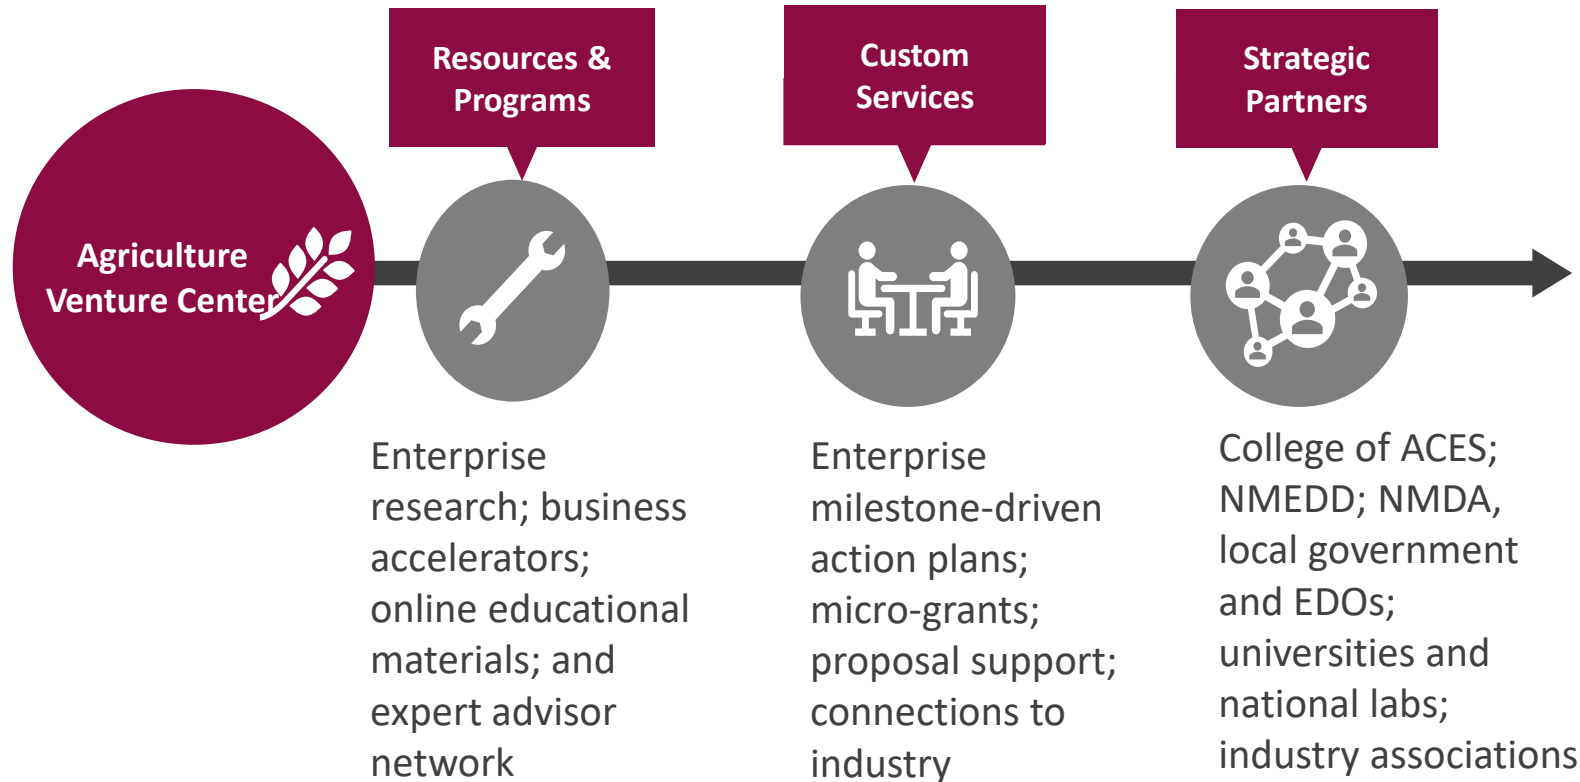 Agriculture
Venture Center
Resources &
Programs
Enterprise
research; business
accelerators;
online educational
materials; and
expert advisor
network
Custom
Services
Enterprise
milestone-driven
action plans;
micro-grants;
proposal support;
connections to
industry
Strategic
Partners
College of ACES;
NMEDD; NMDA,
local government
and EDOs;
universities and
national labs;
industry associations